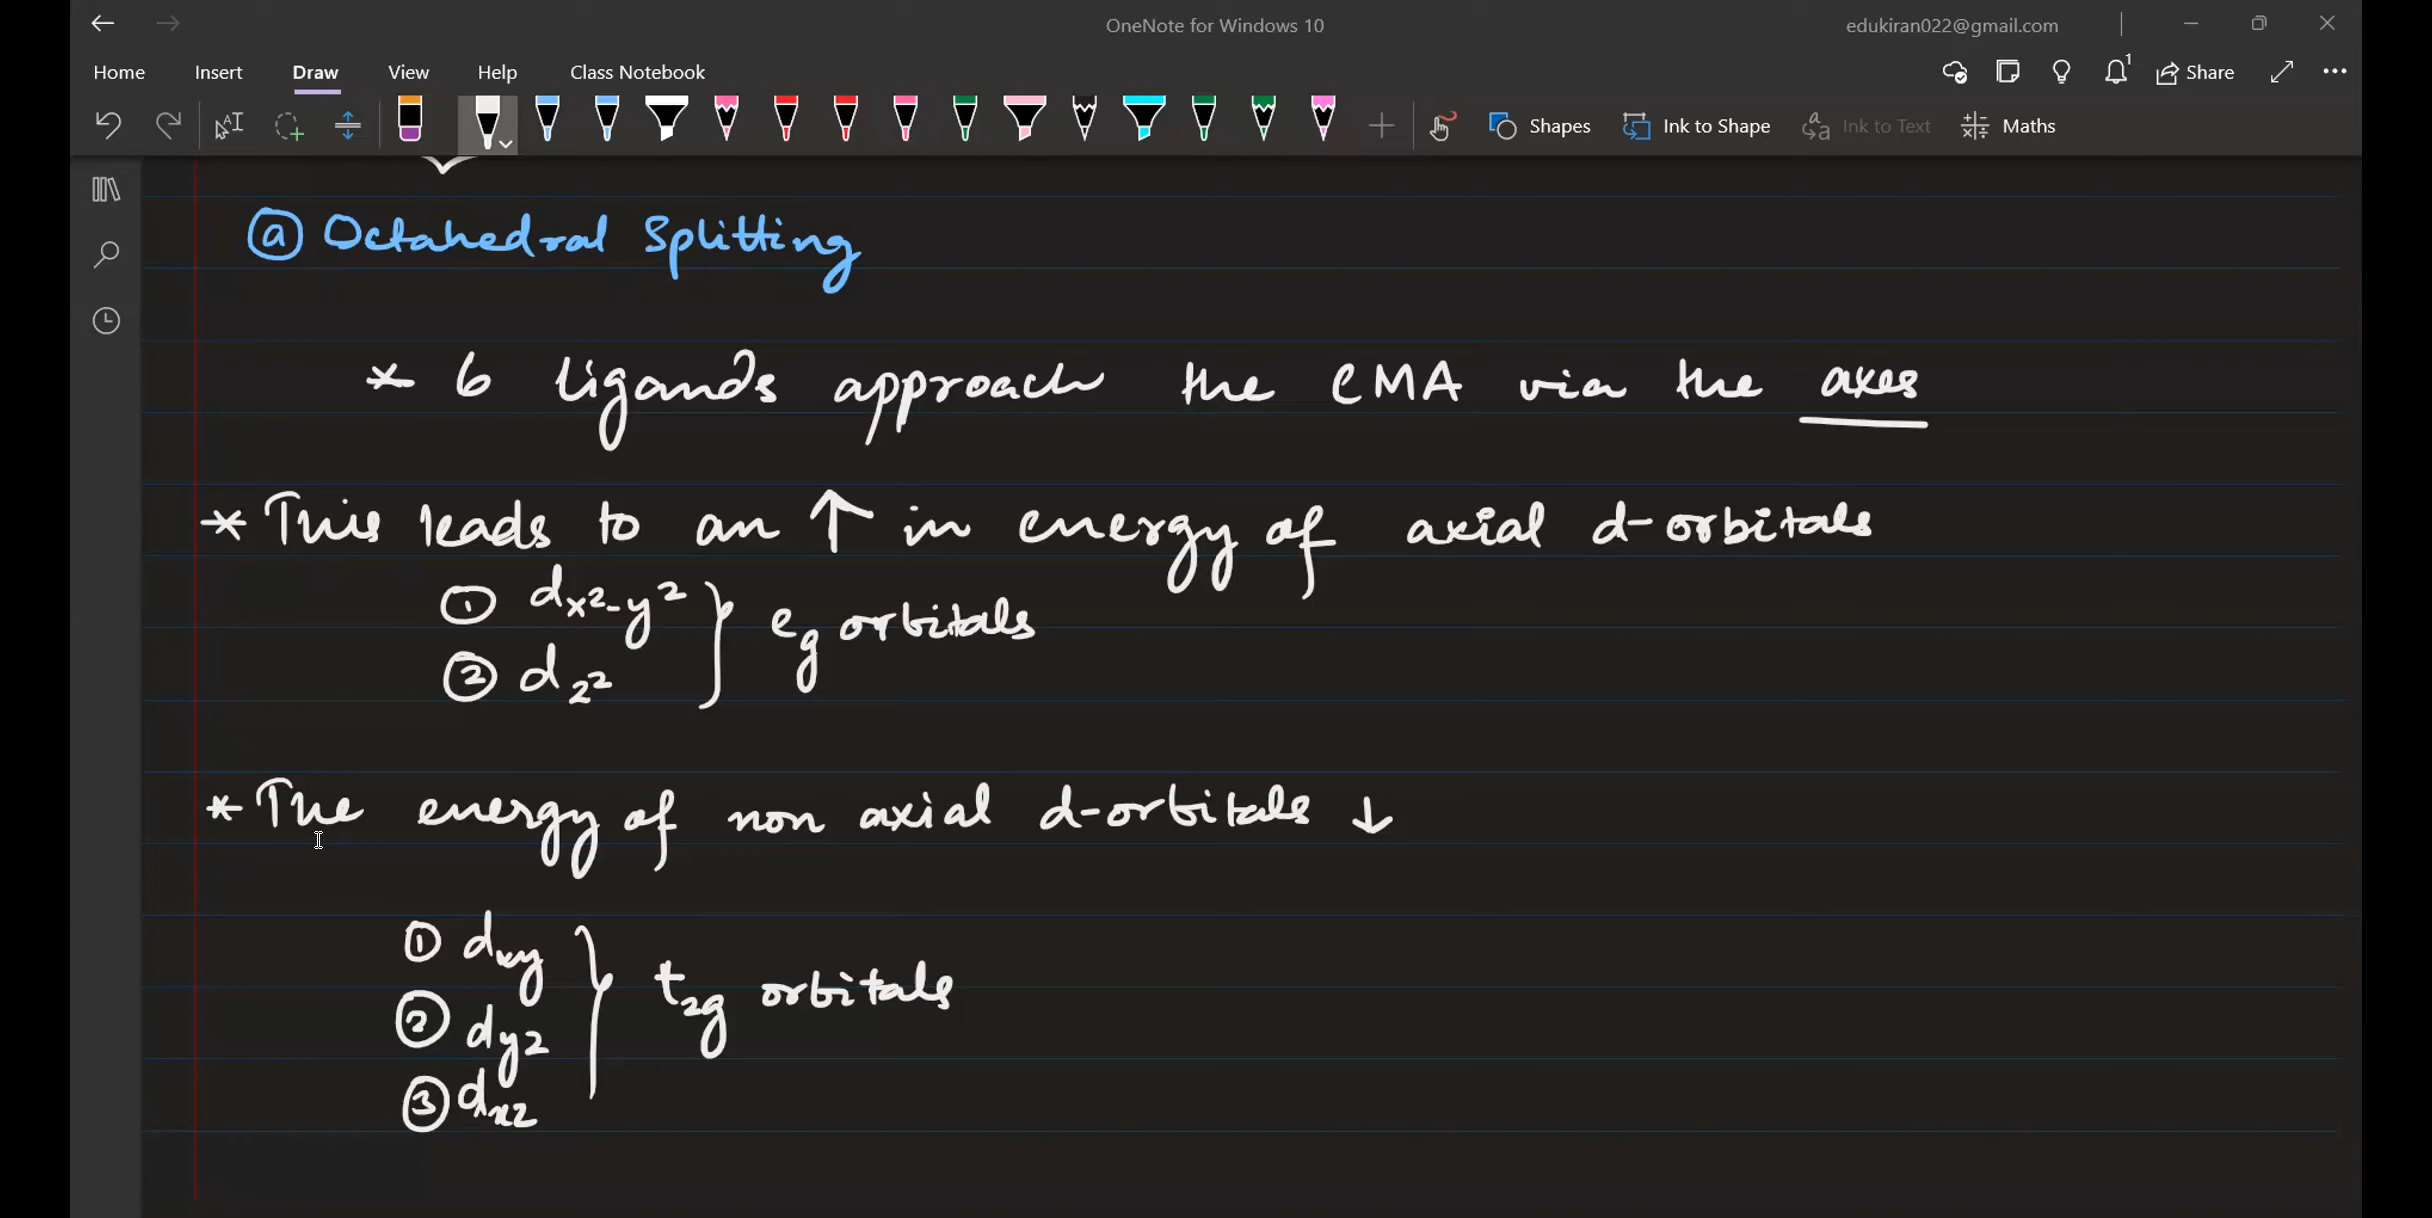 OneNote for Windows 10
edukiran022@gmail.com
Home Insert Draw View Help Class Notebook
Share
Shapes Ink to Shape Ink to Text Maths
ⓐ Octahedral Splitting
* 6 ligands approach the CMA via the axes
* This leads to an ↑ in energy of axial d-orbitals
① dx²-y²
eg orbitals
② dz²
* The energy of non axial d-orbitals ↓
① dxy
② dyz
t2g orbitals
③ dxz